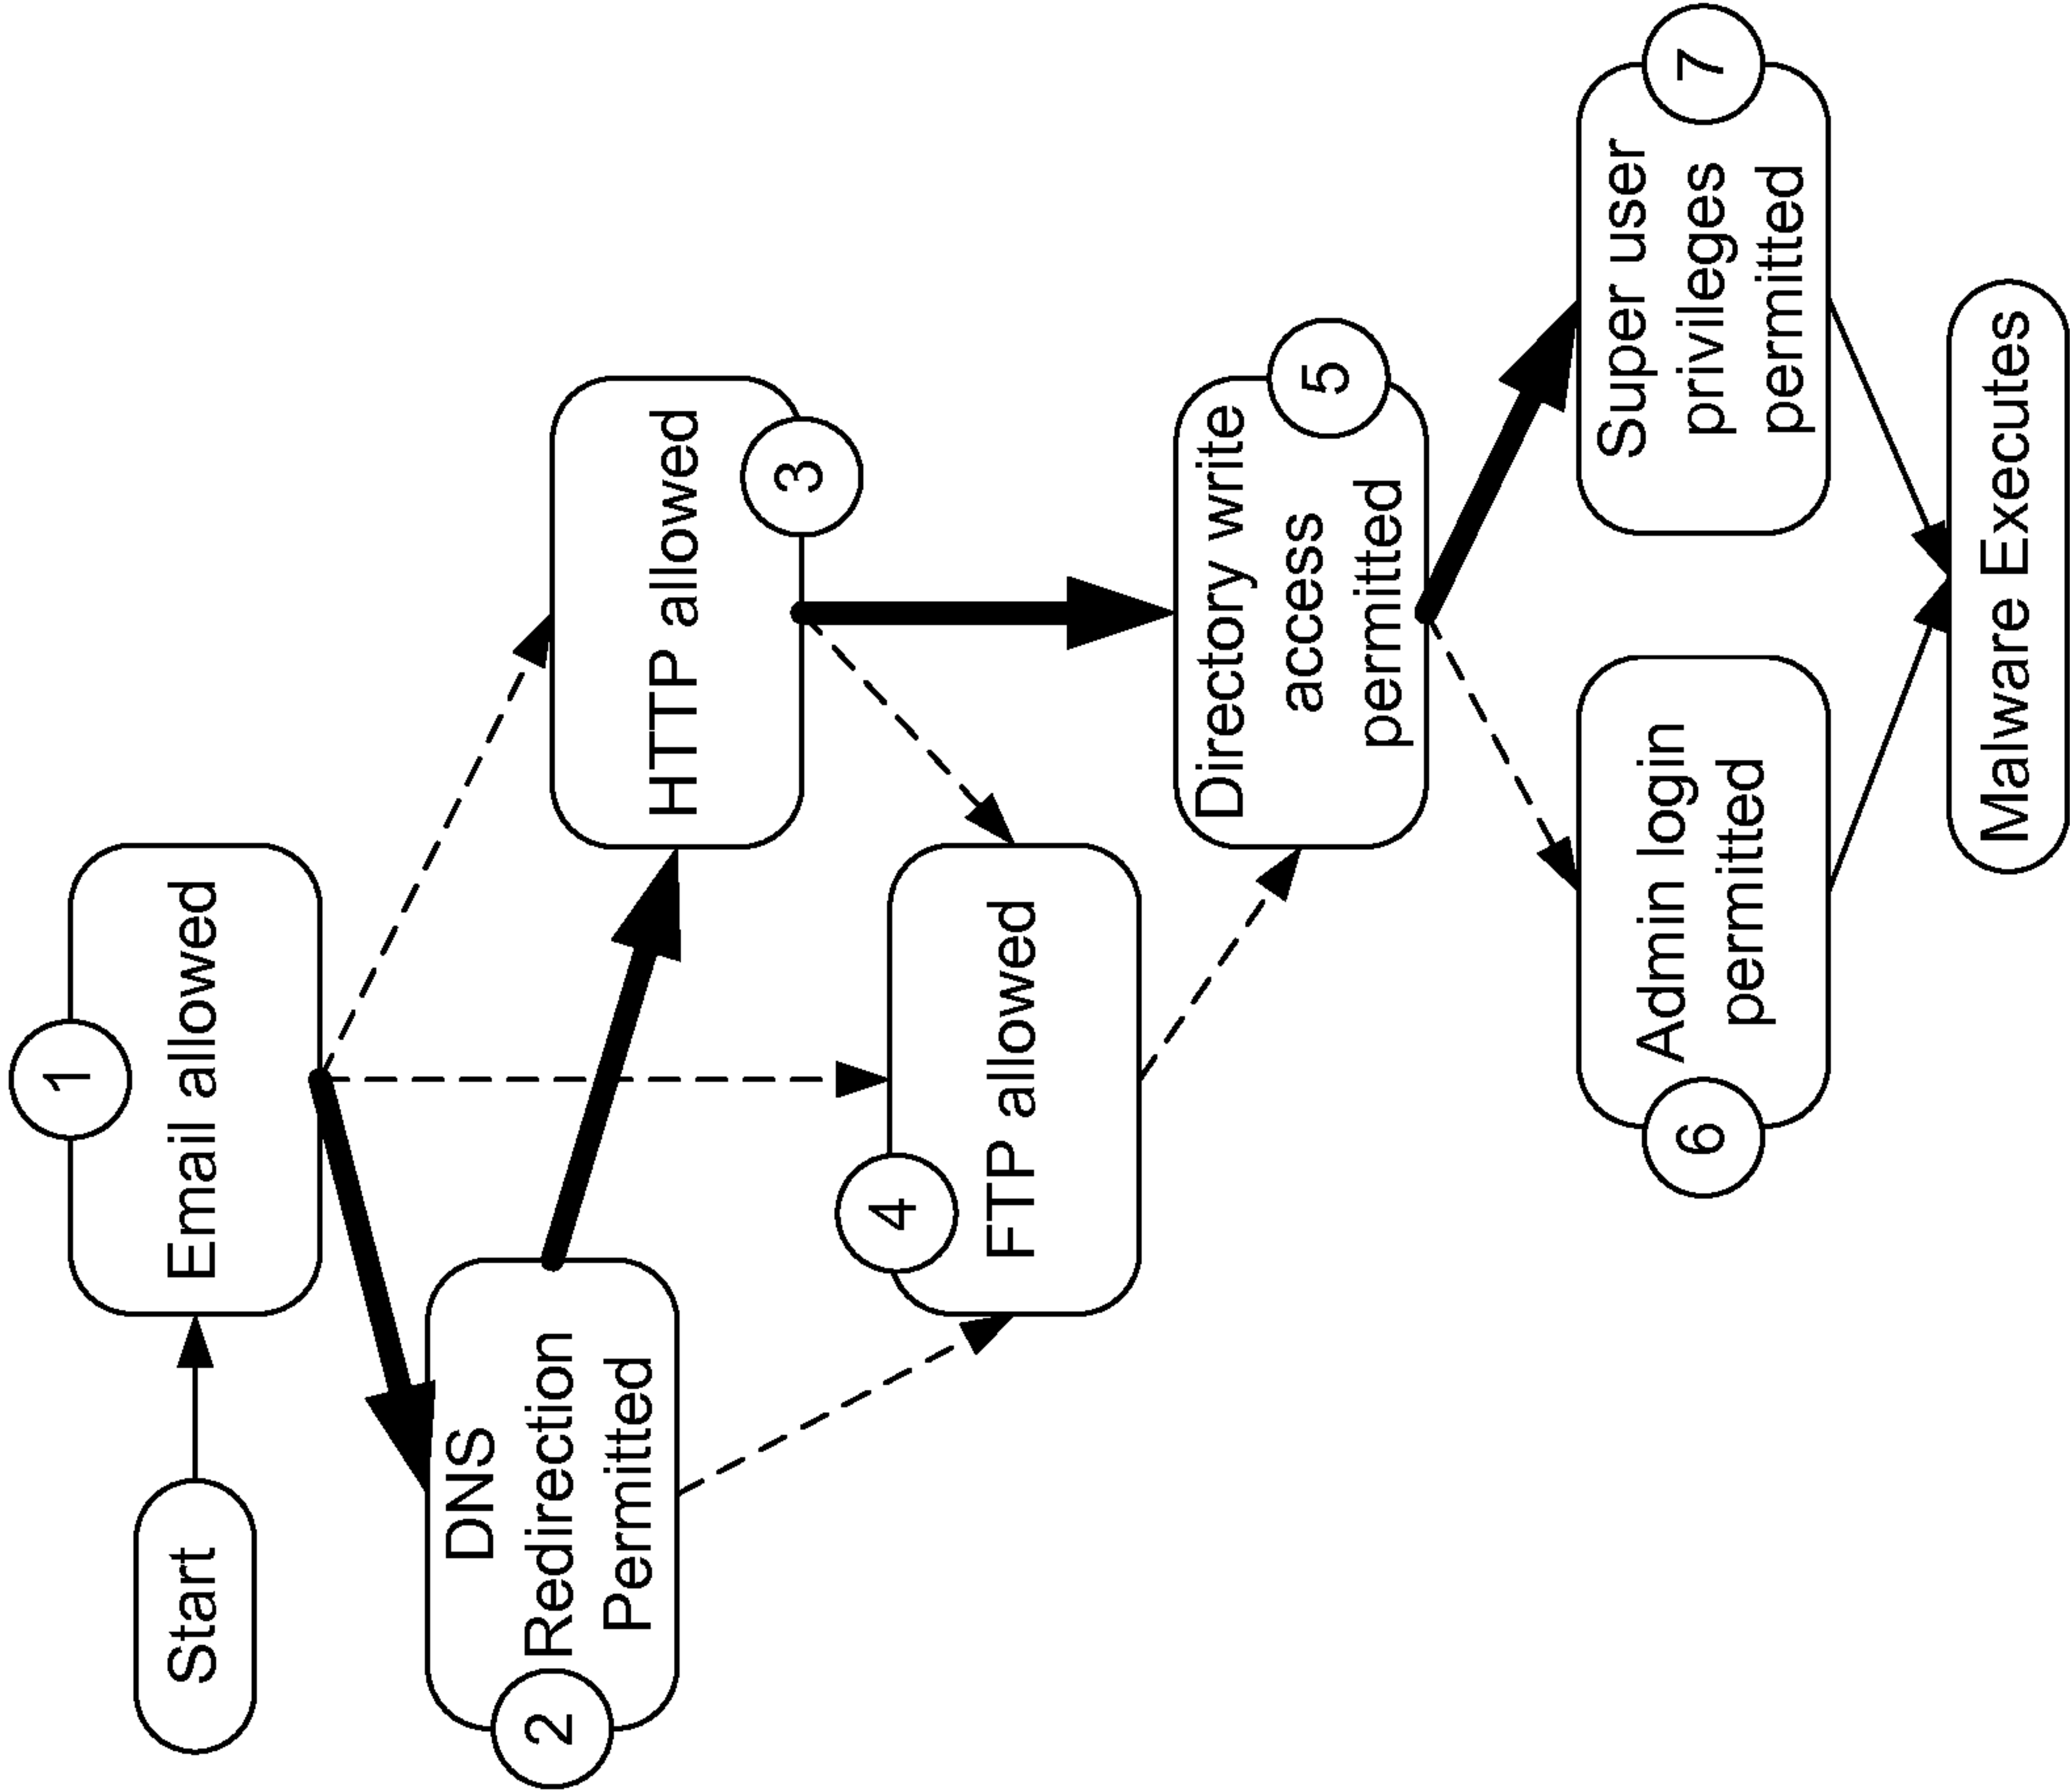 Start
1
Email allowed
2
DNS
Redirection
Permitted
HTTP allowed
3
4
FTP allowed
Directory write
access
permitted
5
6
Admin login
permitted
Super user
privileges
permitted
7
Malware Executes